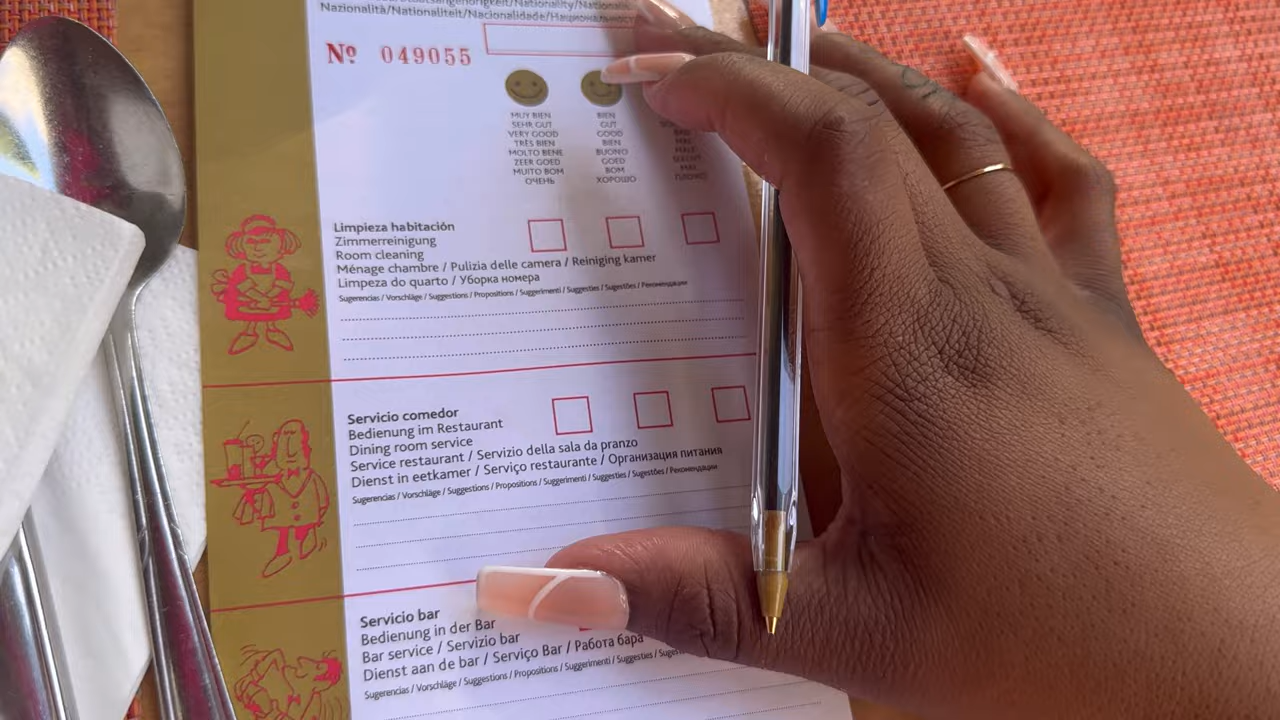 Nazionalità/Nationaliteit/Nacionalidade/Национальность
Nº 049055
MUY BIEN
SEHR GUT
VERY GOOD
TRÈS BIEN
MOLTO BENE
ZEER GOED
MUITO BOM
ОЧЕНЬ
BIEN
GUT
GOOD
BIEN
BUONO
GOED
BOM
ХОРОШО
Limpieza habitación
Zimmerreinigung
Room cleaning
Ménage chambre / Pulizia delle camera / Reiniging kamer
Limpeza do quarto / Уборка номера
Sugerencias / Vorschläge / Suggestions / Propositions / Suggerimenti / Suggesties / Sugestões / Рекомендации
Servicio comedor
Bedienung im Restaurant
Dining room service
Service restaurant / Servizio della sala da pranzo
Dienst in eetkamer / Serviço restaurante / Организация питания
Sugerencias / Vorschläge / Suggestions / Propositions / Suggerimenti / Suggesties / Sugestões / Рекомендации
Servicio bar
Bedienung in der Bar
Bar service / Servizio bar
Dienst aan de bar / Serviço Bar / Работа бара
Sugerencias / Vorschläge / Suggestions / Propositions / Suggerimenti / Suggesties